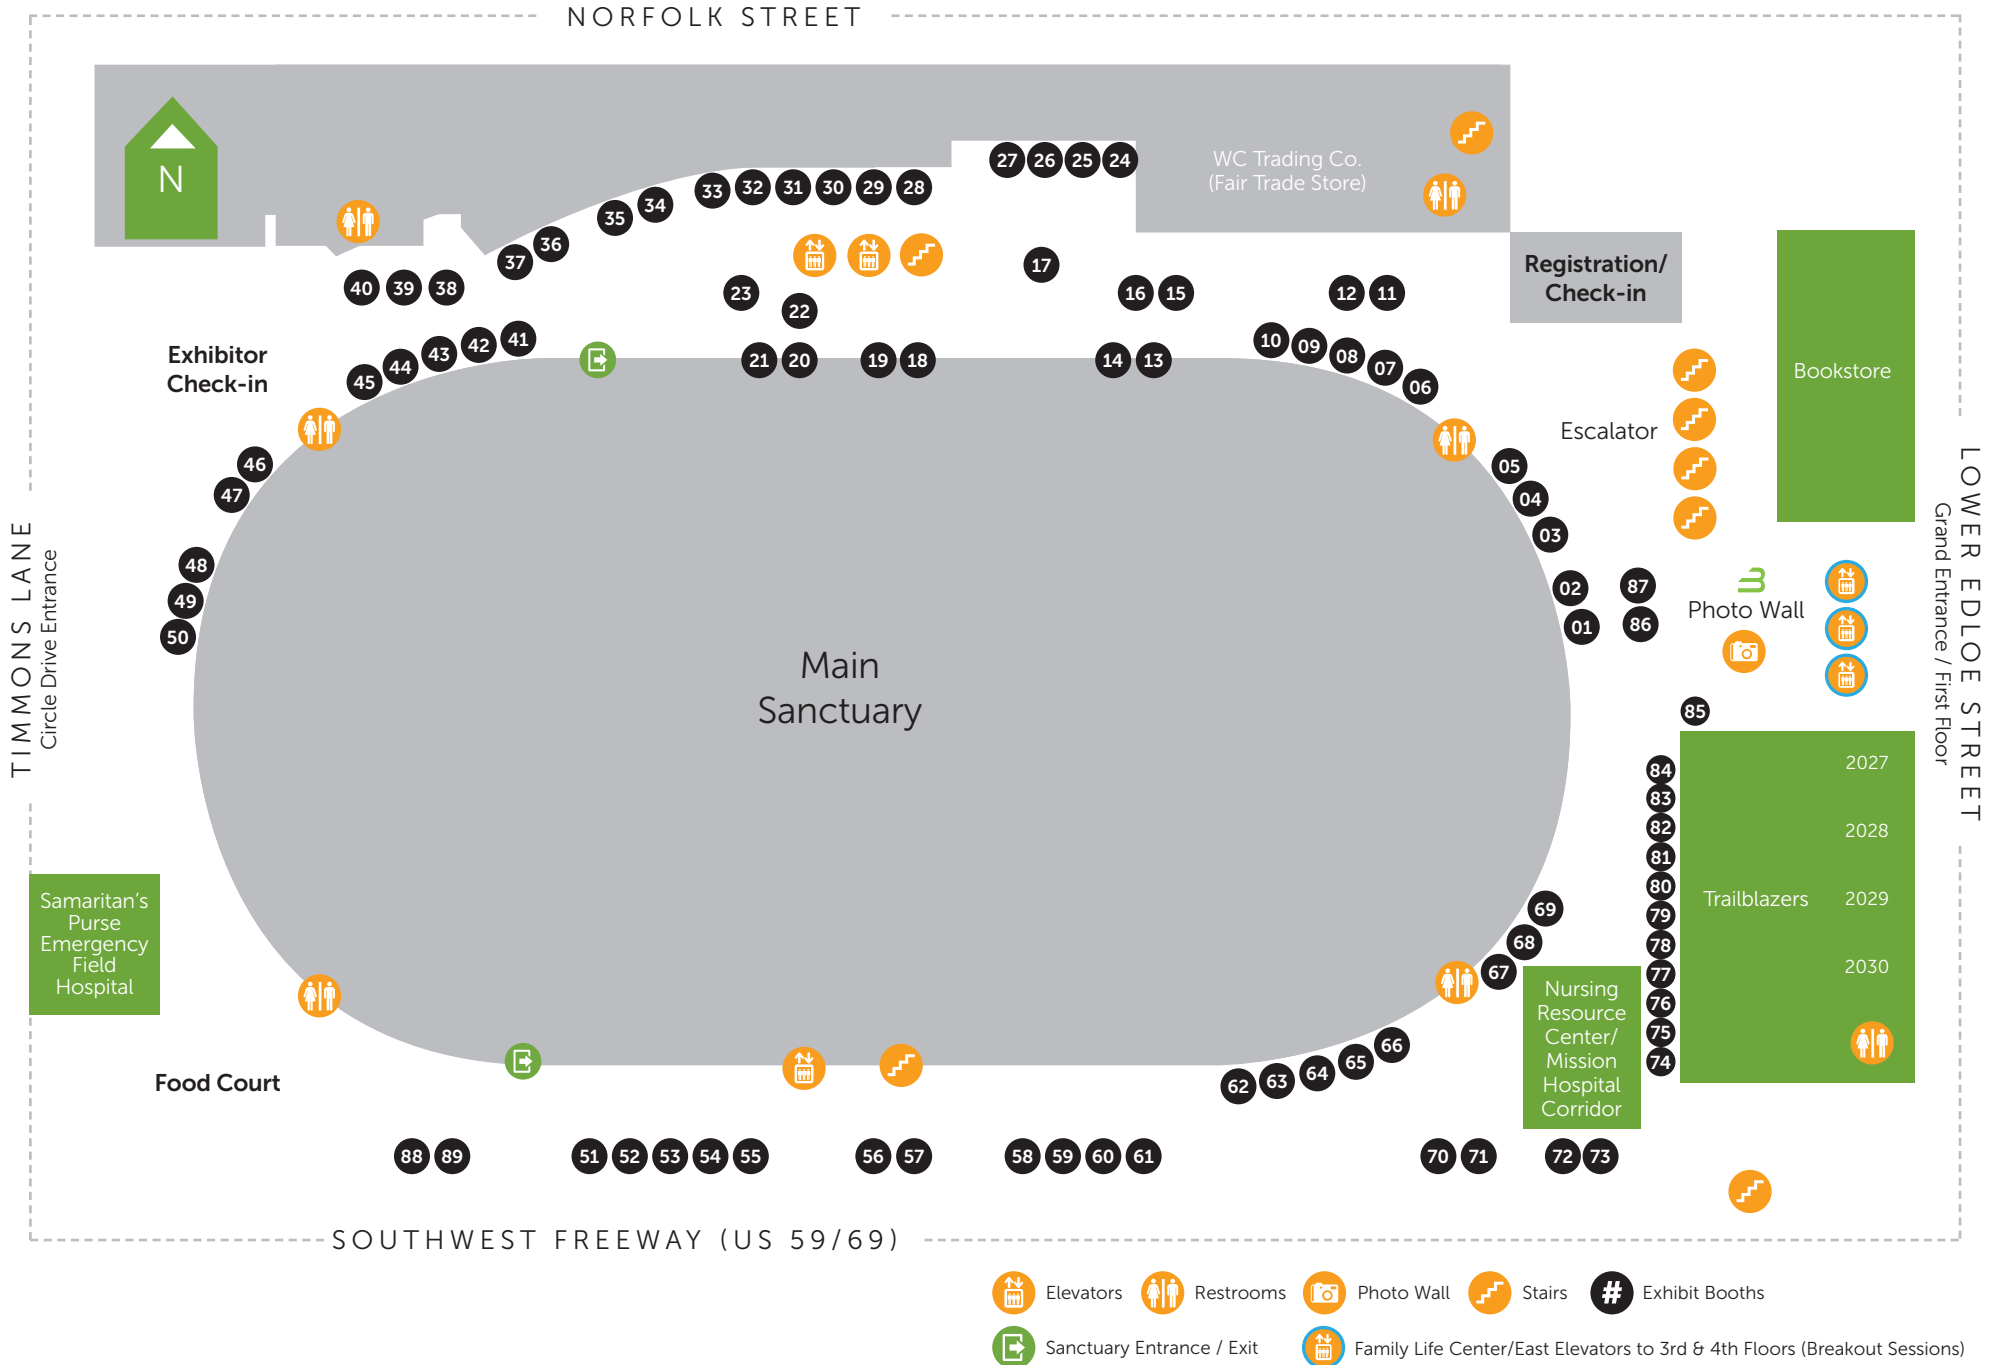 NORFOLK STREET
N
27 26 25 24
WC Trading Co.
(Fair Trade Store)
33 32 31 30 29 28
35 34
37 36
40 39 38
17
23
22
16 15
12 11
Registration/
Check-in
Exhibitor
Check-in
45 44 43 42 41
21 20
19 18
14 13
10 09 08 07 06
Bookstore
Escalator
46
47
05
04
03
48
49
50
02
01
87
86
Photo Wall
TIMMONS LANE
Circle Drive Entrance
LOWER EDLOE STREET
Grand Entrance / First Floor
Main
Sanctuary
85
84
83
82
81
80
79
78
77
76
75
74
Trailblazers
2027
2028
2029
2030
Samaritan's
Purse
Emergency
Field
Hospital
69
68
67
Nursing
Resource
Center/
Mission
Hospital
Corridor
66
65
64
63
62
Food Court
88 89
51 52 53 54 55
56 57
58 59 60 61
70 71
72 73
SOUTHWEST FREEWAY (US 59/69)
Elevators
Restrooms
Photo Wall
Stairs
# Exhibit Booths
Sanctuary Entrance / Exit
Family Life Center/East Elevators to 3rd & 4th Floors (Breakout Sessions)